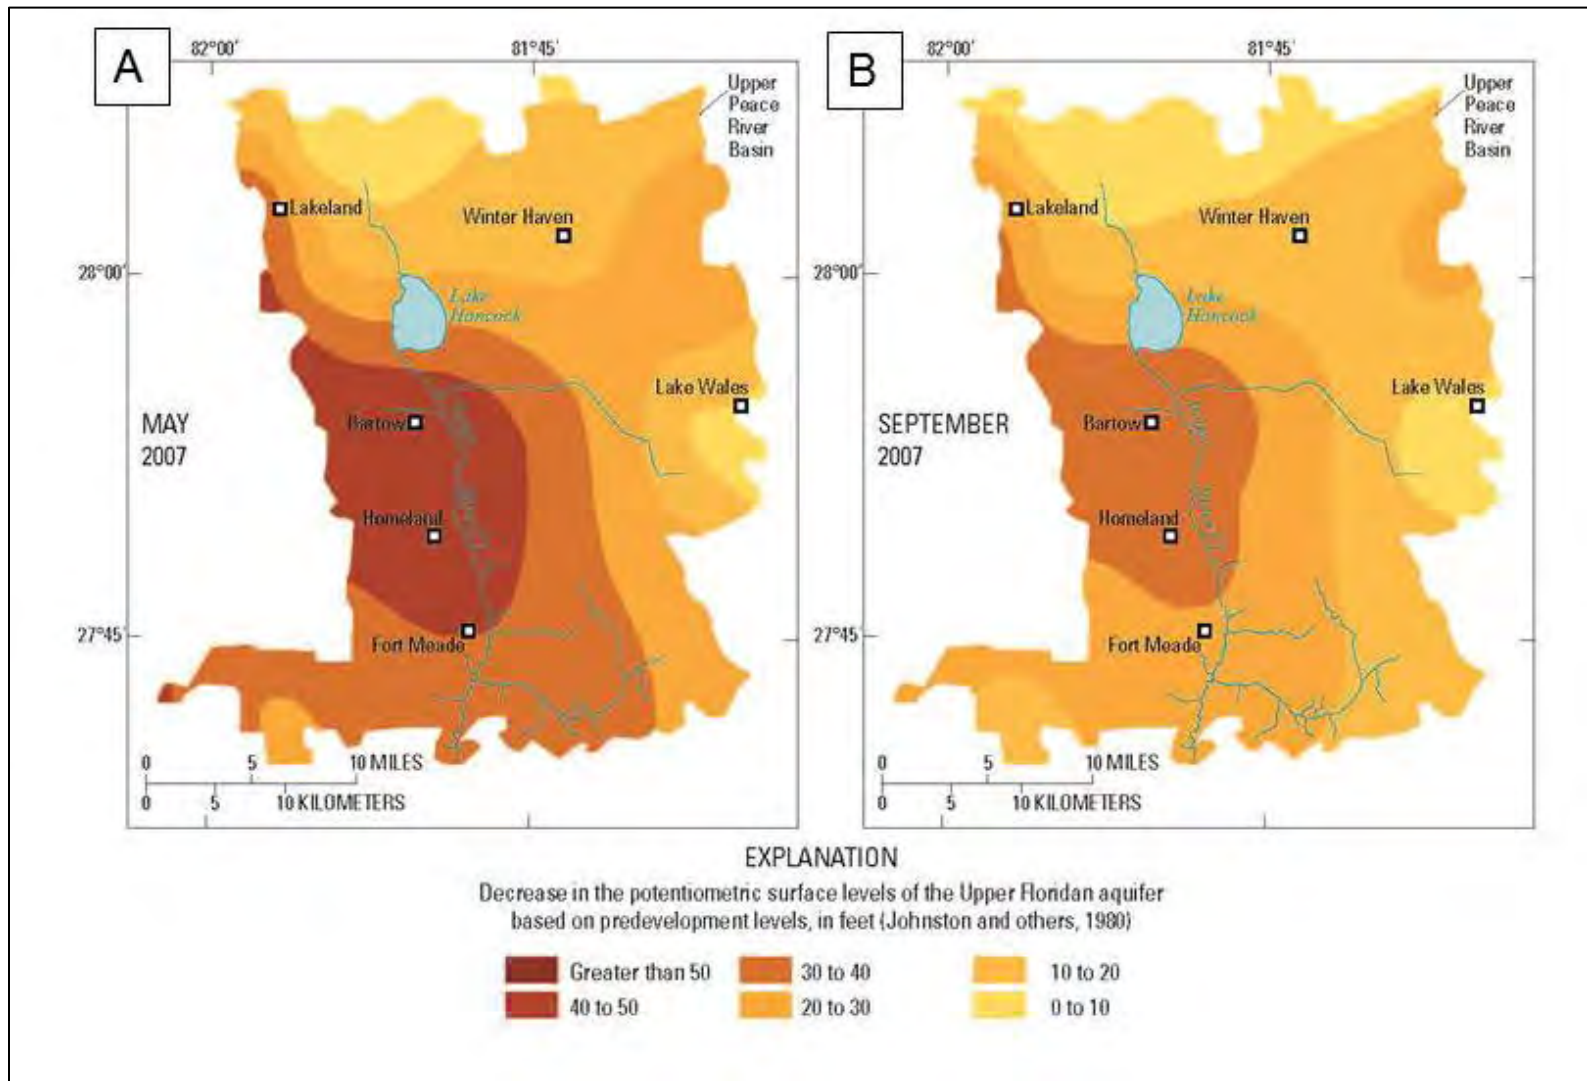 A
82°00'
81°45'
Upper
Peace
River
Basin
Lakeland
Winter Haven
28°00'
Lake
Hancock
Lake Wales
MAY
2007
Bartow
Homeland
27°45'
Fort Meade
0 5 10 MILES
0 5 10 KILOMETERS
B
82°00'
81°45'
Upper
Peace
River
Basin
Lakeland
Winter Haven
28°00'
Lake
Hancock
Lake Wales
SEPTEMBER
2007
Bartow
Homeland
27°45'
Fort Meade
0 5 10 MILES
0 5 10 KILOMETERS
EXPLANATION
Decrease in the potentiometric surface levels of the Upper Floridan aquifer
based on predevelopment levels, in feet (Johnston and others, 1980)
Greater than 50
30 to 40
10 to 20
40 to 50
20 to 30
0 to 10